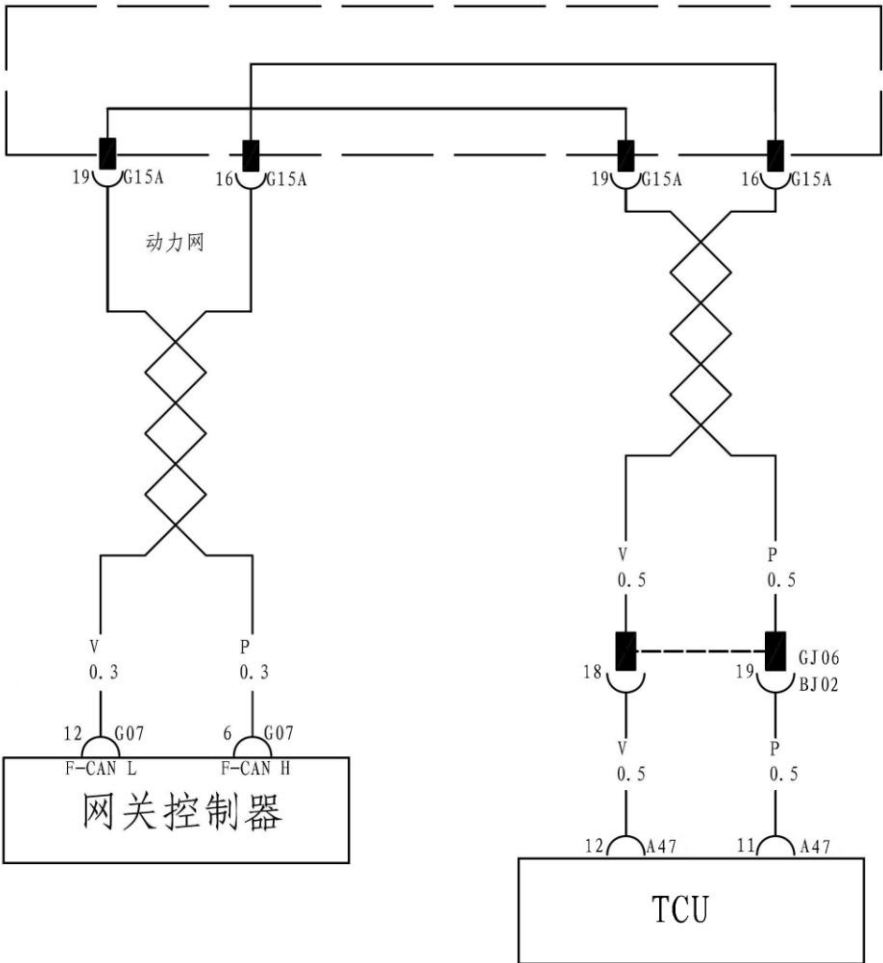 19 G15A 16 G15A 19 G15A 16 G15A
动力网
V P
0.5 0.5
V P
0.3 0.3
18 19 GJ06
BJ02
12 G07 6 G07
F-CAN L F-CAN H
网关控制器
V P
0.5 0.5
12 A47 11 A47
TCU